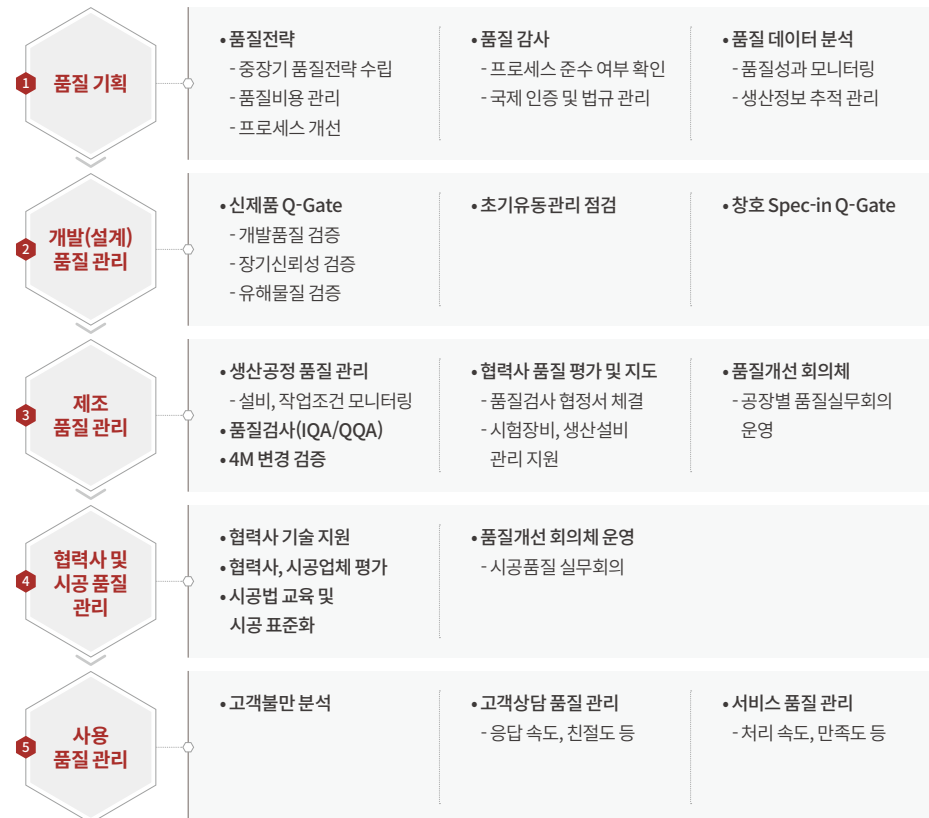 1
품질 기획
• 품질전략
- 중장기 품질전략 수립
- 품질비용 관리
- 프로세스 개선
• 품질 감사
- 프로세스 준수 여부 확인
- 국제 인증 및 법규 관리
• 품질 데이터 분석
- 품질성과 모니터링
- 생산정보 추적 관리
2
개발(설계)
품질 관리
• 신제품 Q-Gate
- 개발품질 검증
- 장기신뢰성 검증
- 유해물질 검증
• 초기유동관리 점검
• 창호 Spec-in Q-Gate
3
제조
품질 관리
• 생산공정 품질 관리
- 설비, 작업조건 모니터링
• 품질검사(IQA/QQA)
• 4M 변경 검증
• 협력사 품질 평가 및 지도
- 품질검사 협정서 체결
- 시험장비, 생산설비
관리 지원
• 품질개선 회의체
- 공장별 품질실무회의
운영
4
협력사 및
시공 품질
관리
• 협력사 기술 지원
• 협력사, 시공업체 평가
• 시공법 교육 및
시공 표준화
• 품질개선 회의체 운영
- 시공품질 실무회의
5
사용
품질 관리
• 고객불만 분석
• 고객상담 품질 관리
- 응답 속도, 친절도 등
• 서비스 품질 관리
- 처리 속도, 만족도 등